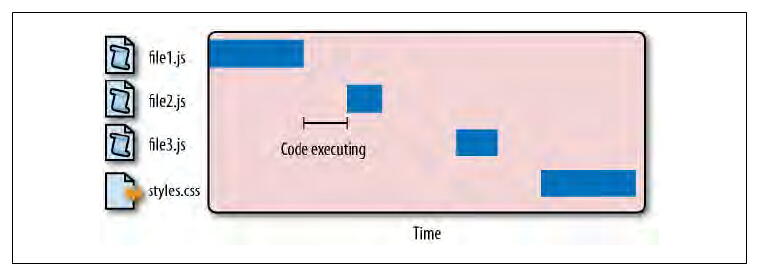 file1.js
file2.js
file3.js
Code executing
styles.css
Time